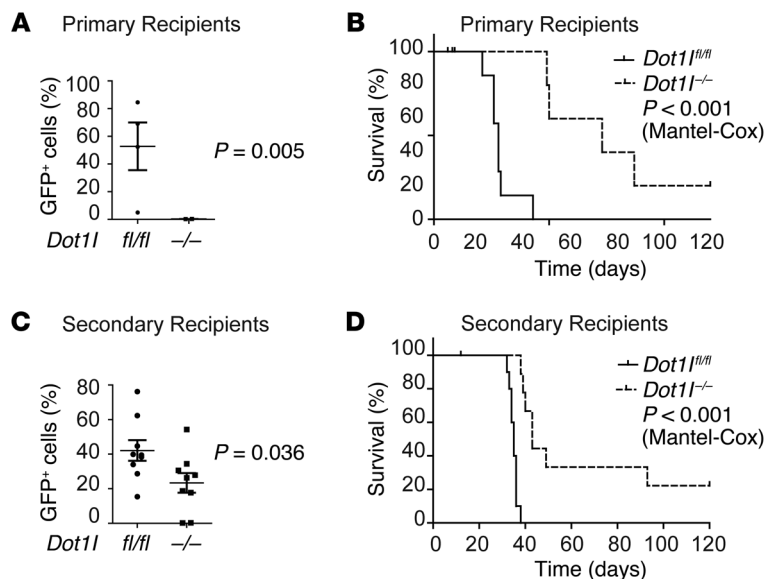 A Primary Recipients
GFP⁺ cells (%)
100
80
60
40
20
0
P = 0.005
Dot1l fl/fl –/–
B Primary Recipients
Survival (%)
100
80
60
40
20
0
0 20 40 60 80 100 120
Time (days)
Dot1l^fl/fl
Dot1l^–/–
P < 0.001
(Mantel-Cox)
C Secondary Recipients
GFP⁺ cells (%)
80
60
40
20
0
P = 0.036
Dot1l fl/fl –/–
D Secondary Recipients
Survival (%)
100
80
60
40
20
0
0 20 40 60 80 100 120
Time (days)
Dot1l^fl/fl
Dot1l^–/–
P < 0.001
(Mantel-Cox)